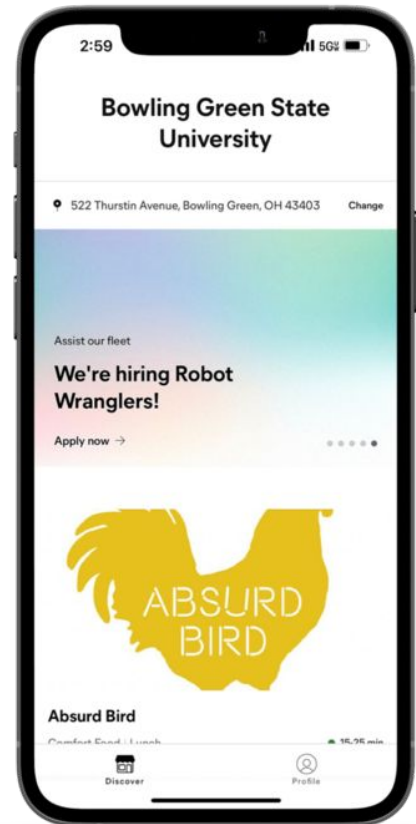 2:59
5G
Bowling Green State
University
522 Thurstin Avenue, Bowling Green, OH 43403 Change
Assist our fleet
We're hiring Robot
Wranglers!
Apply now →
ABSURD
BIRD
Absurd Bird
Comfort Food | Lunch 15-25 min
Discover Profile